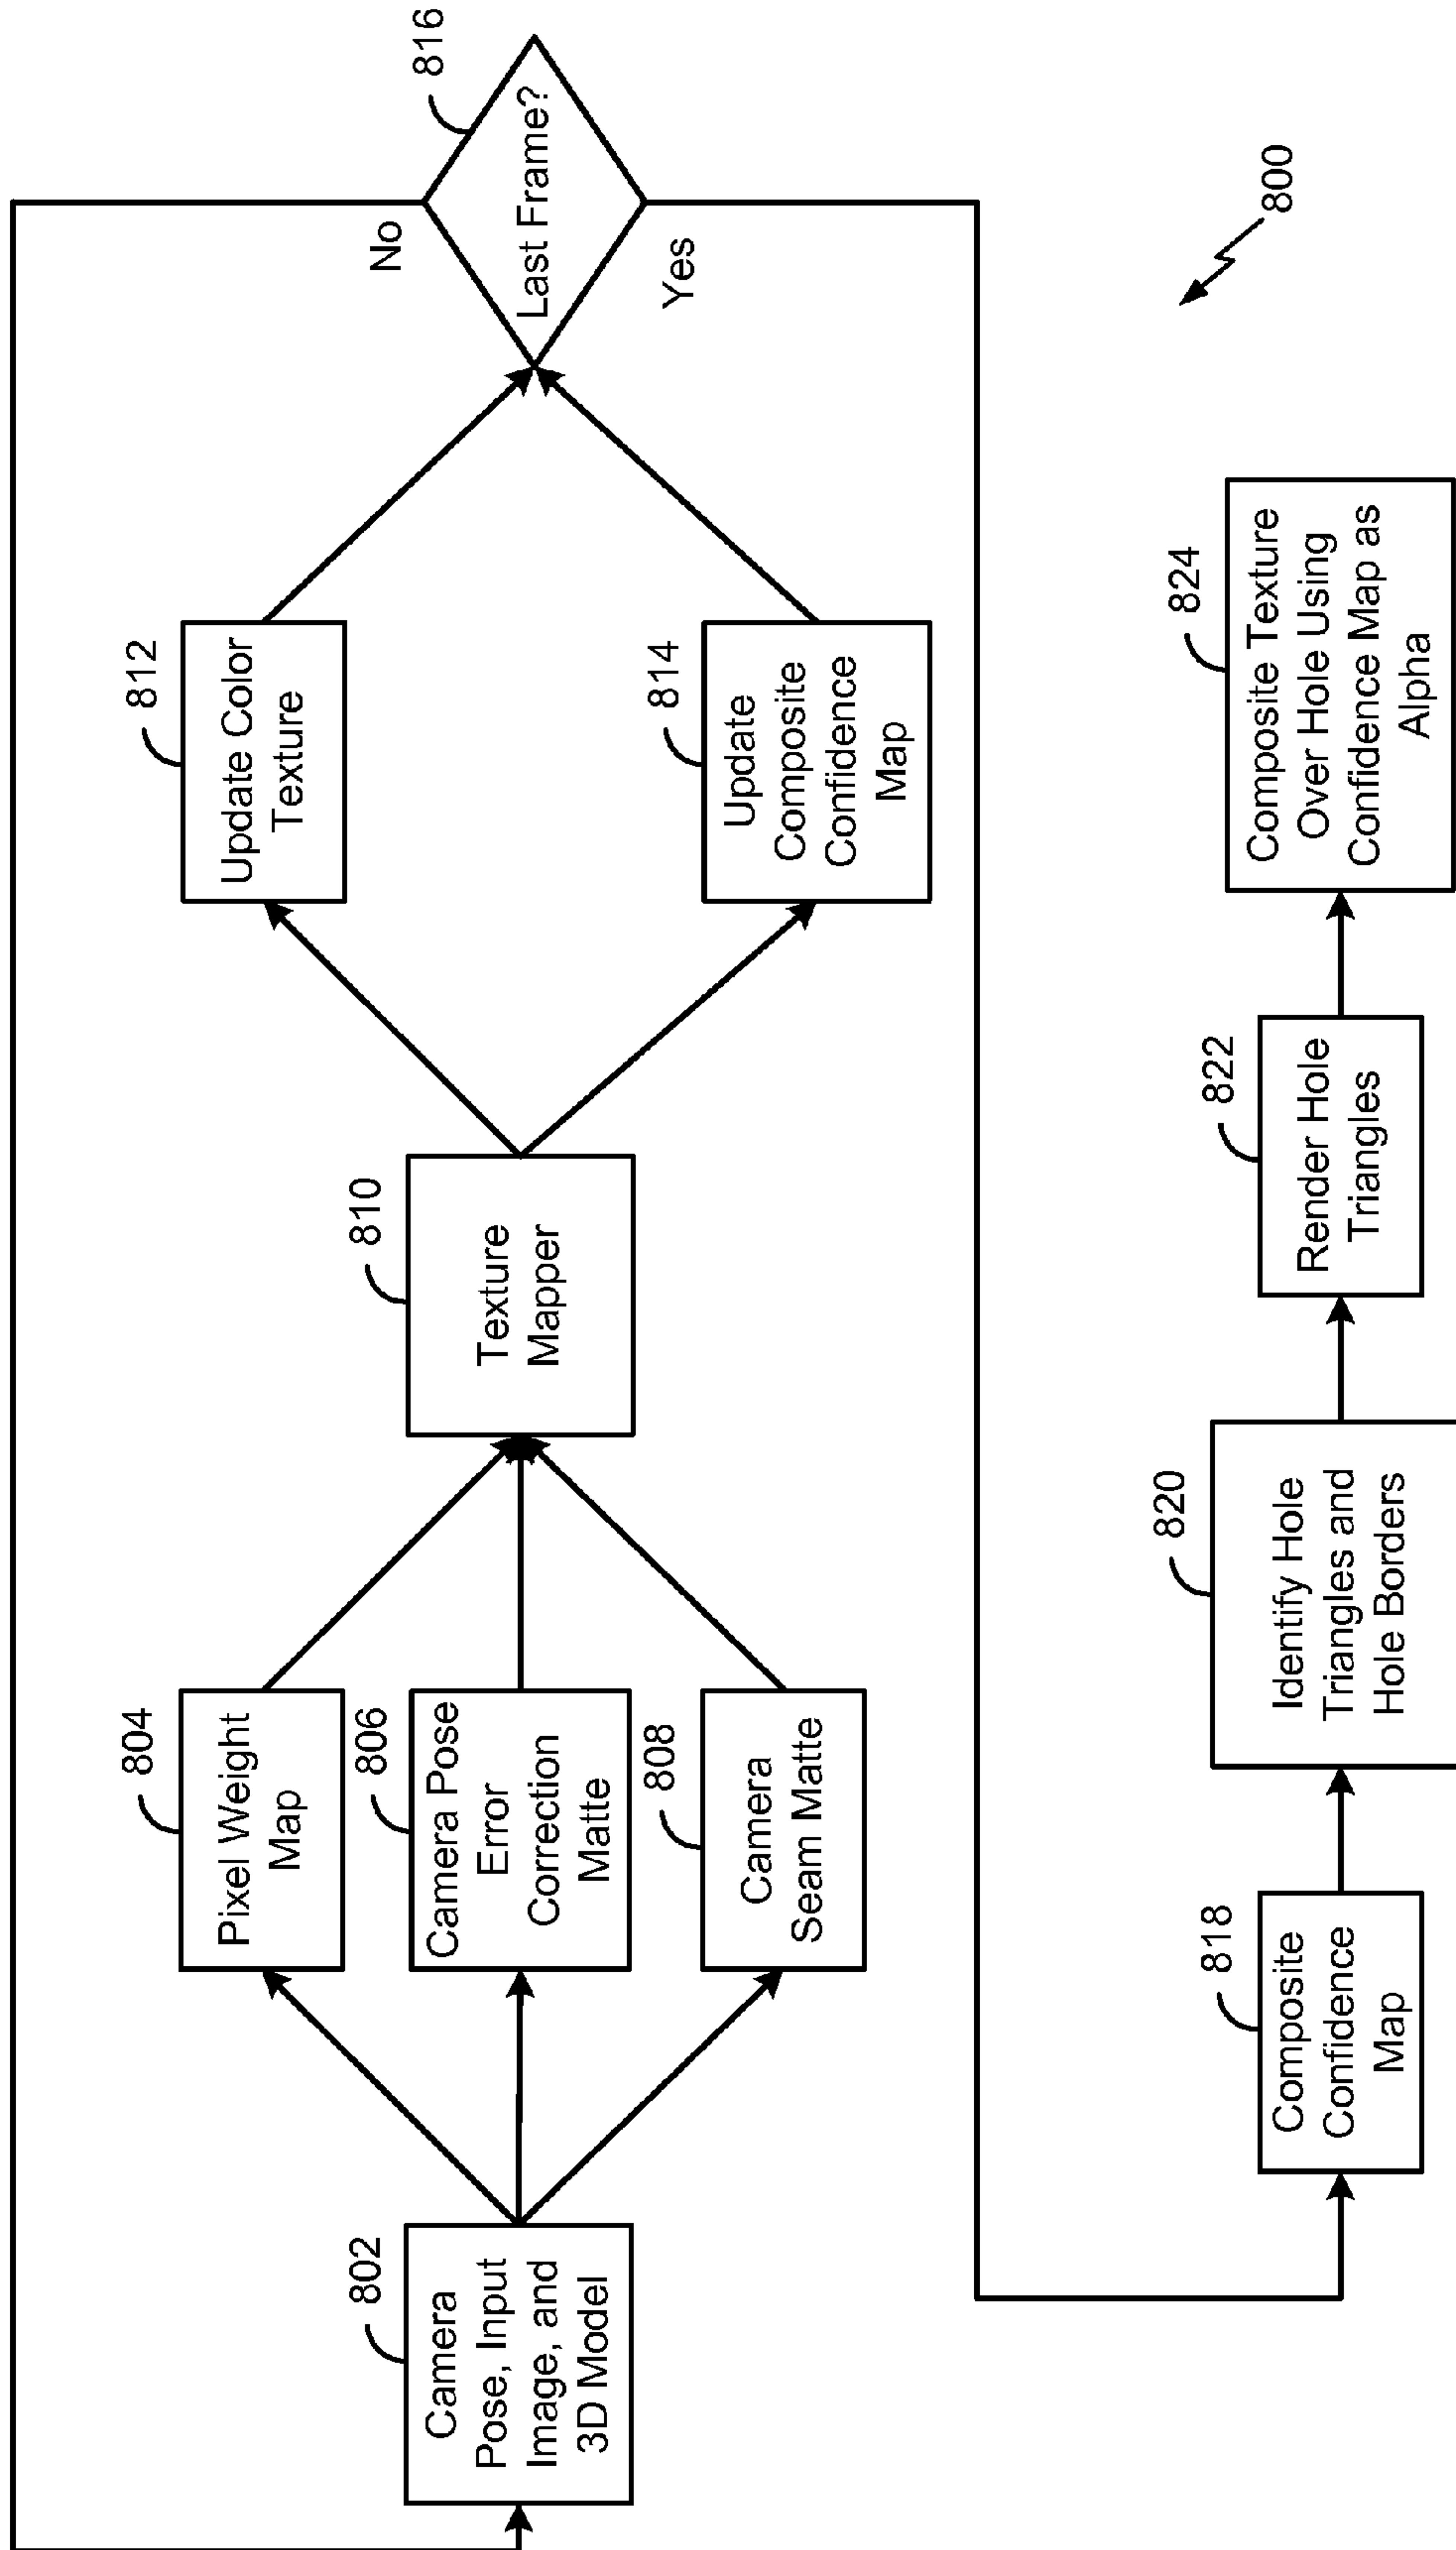 802
Camera
Pose, Input
Image, and
3D Model
804
Pixel Weight
Map
806
Camera Pose
Error
Correction
Matte
808
Camera
Seam Matte
810
Texture
Mapper
812
Update Color
Texture
814
Update
Composite
Confidence
Map
816
Last Frame?
No
Yes
818
Composite
Confidence
Map
820
Identify Hole
Triangles and
Hole Borders
822
Render Hole
Triangles
824
Composite Texture
Over Hole Using
Confidence Map as
Alpha
800